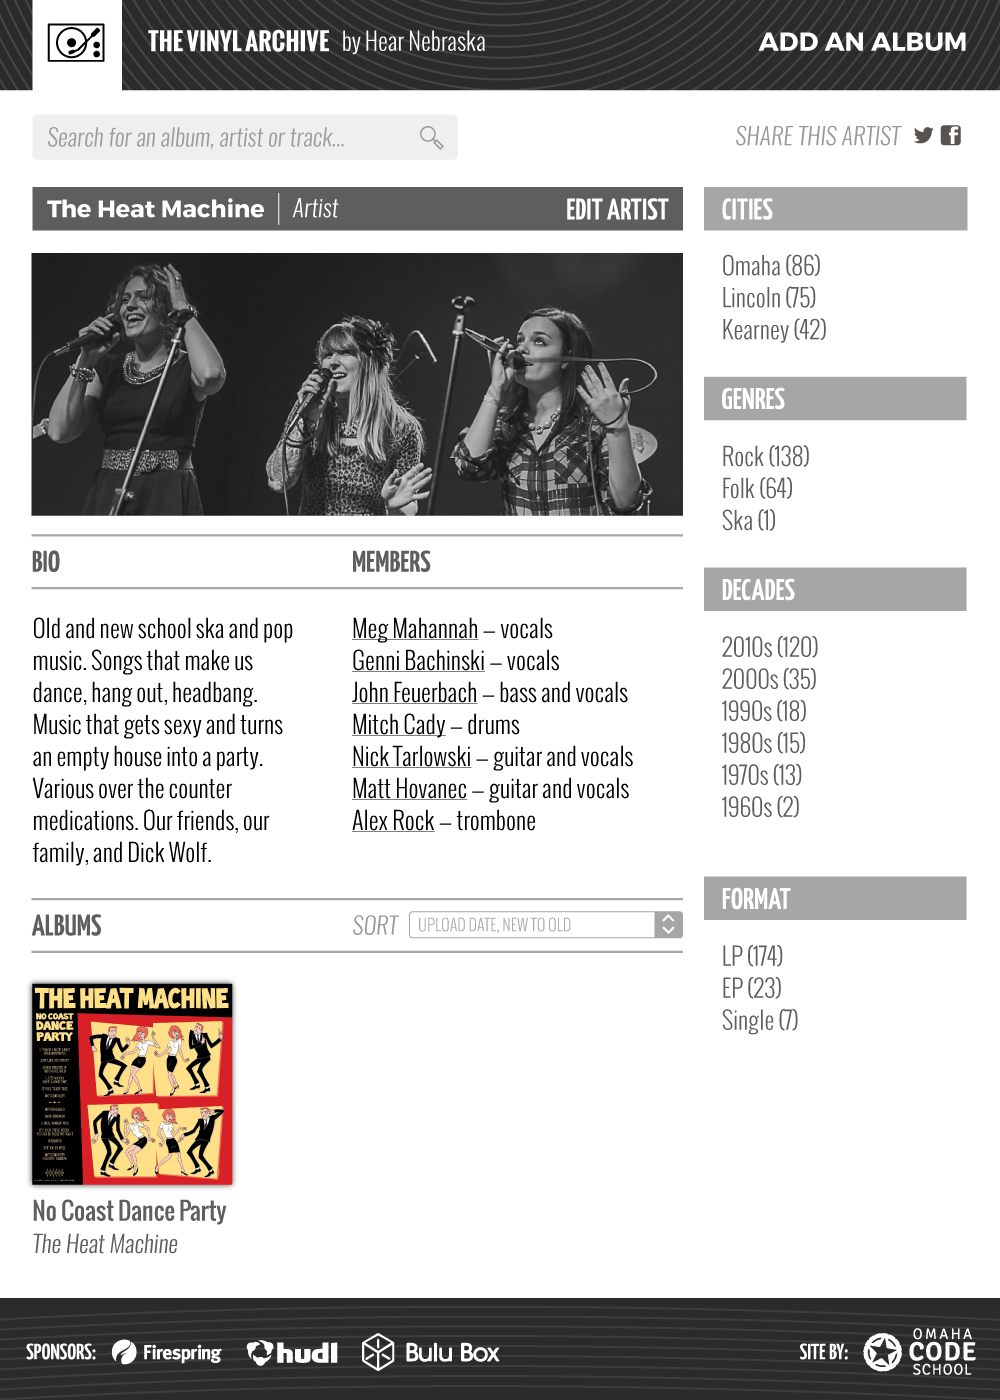 THE VINYL ARCHIVE by Hear Nebraska
ADD AN ALBUM
Search for an album, artist or track...
SHARE THIS ARTIST
The Heat Machine | Artist
EDIT ARTIST
BIO
Old and new school ska and pop
music. Songs that make us
dance, hang out, headbang.
Music that gets sexy and turns
an empty house into a party.
Various over the counter
medications. Our friends, our
family, and Dick Wolf.
MEMBERS
Meg Mahannah – vocals
Genni Bachinski – vocals
John Feuerbach – bass and vocals
Mitch Cady – drums
Nick Tarlowski – guitar and vocals
Matt Hovanec – guitar and vocals
Alex Rock – trombone
ALBUMS
SORT
UPLOAD DATE, NEW TO OLD
THE HEAT MACHINE
NO COAST
DANCE
PARTY
No Coast Dance Party
The Heat Machine
CITIES
Omaha (86)
Lincoln (75)
Kearney (42)
GENRES
Rock (138)
Folk (64)
Ska (1)
DECADES
2010s (120)
2000s (35)
1990s (18)
1980s (15)
1970s (13)
1960s (2)
FORMAT
LP (174)
EP (23)
Single (7)
SPONSORS:
Firespring
hudl
Bulu Box
SITE BY:
OMAHA
CODE
SCHOOL